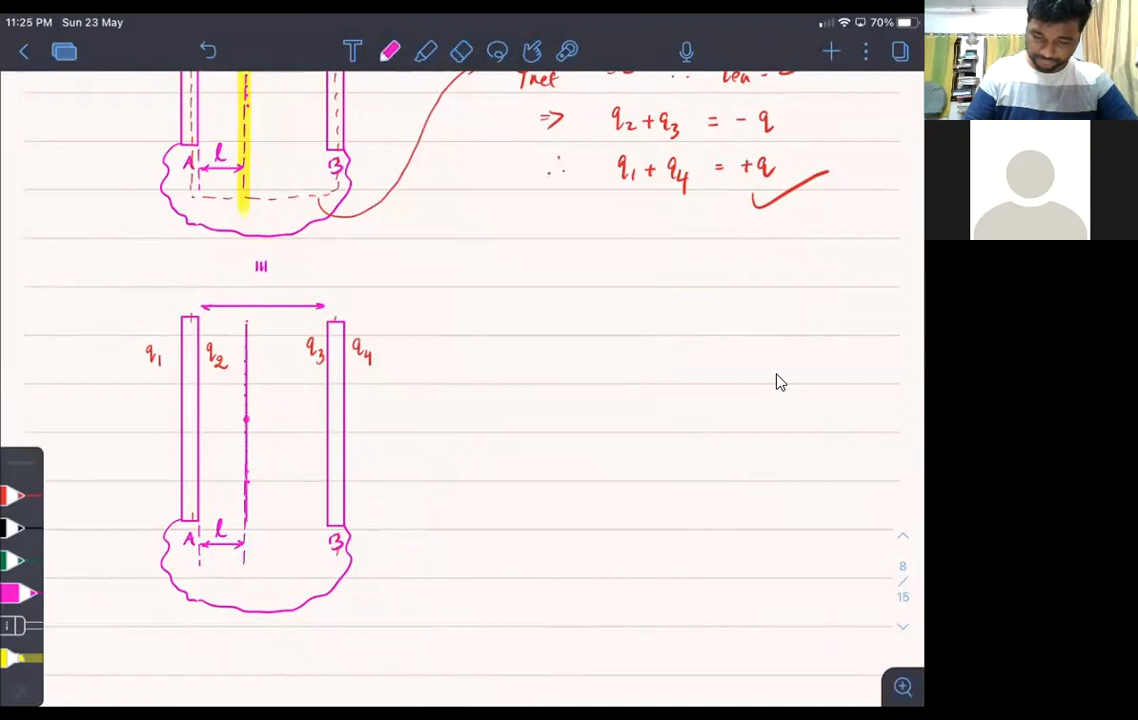 11:25 PM Sun 23 May
70%
T
q₂ + q₃ = - q
∴ q₁ + q₄ = + q
A
l
B
q₁
q₂
q₃
q₄
A
l
B
8
/
15